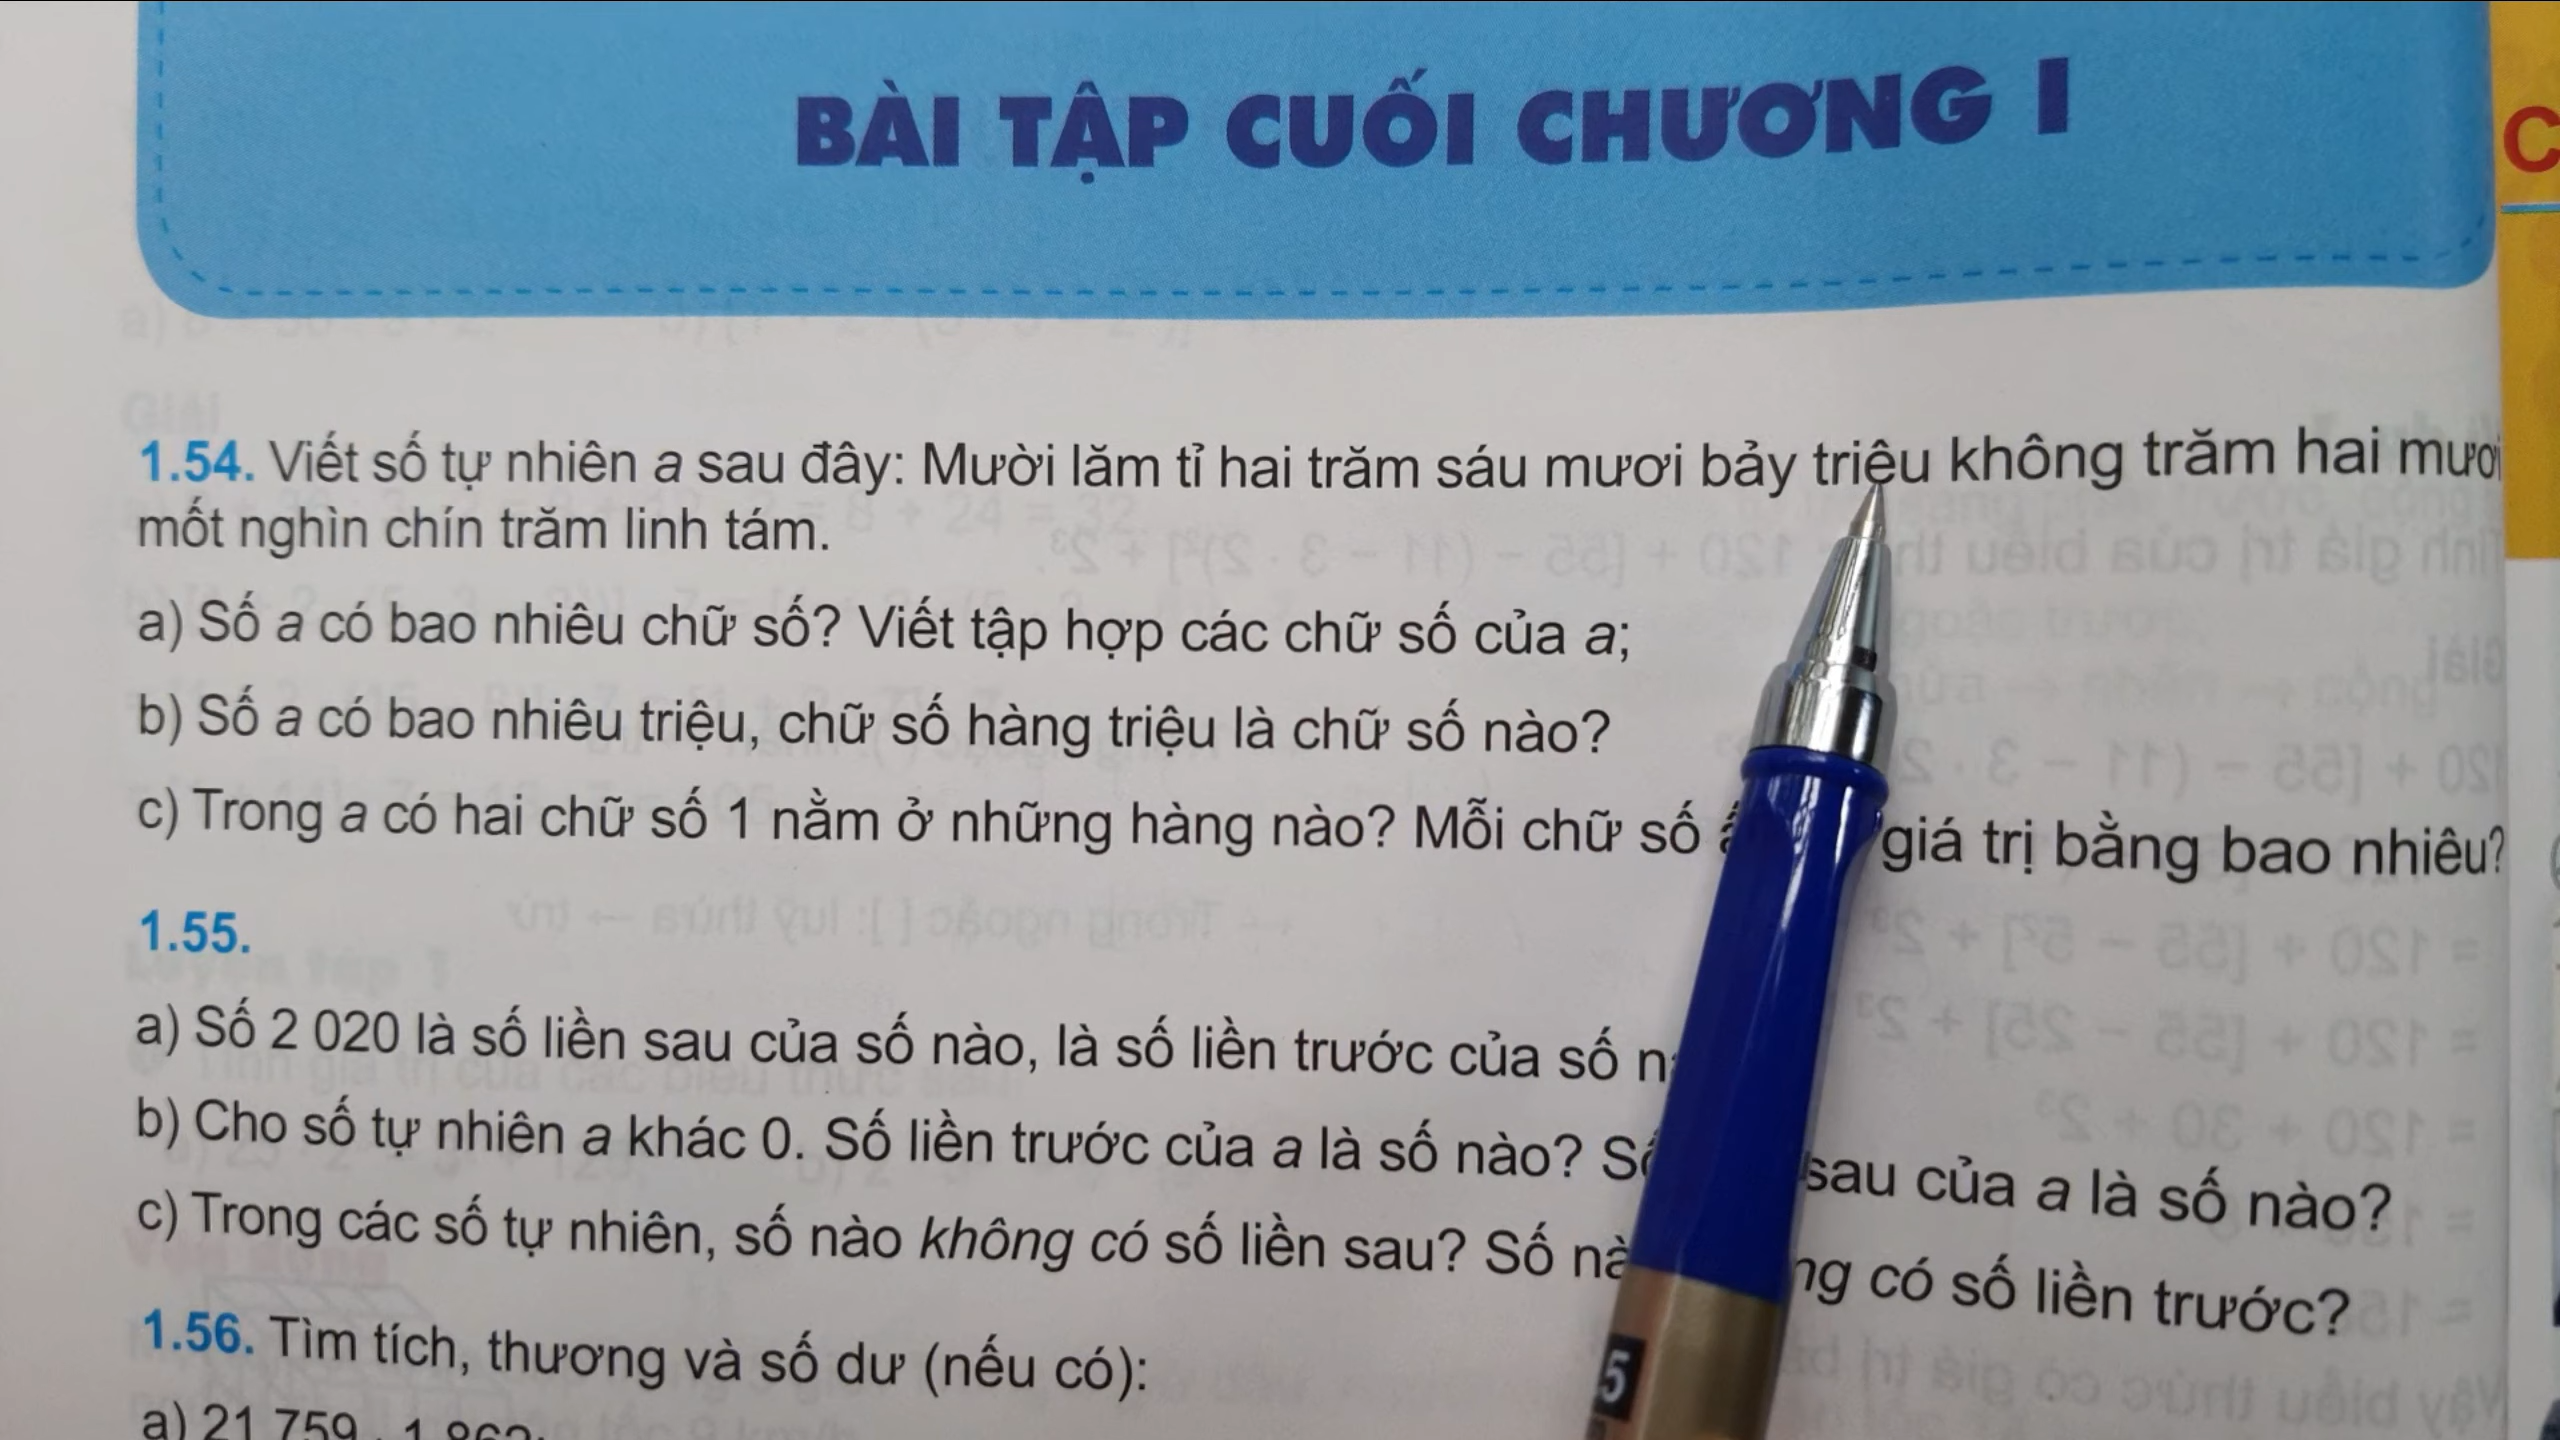 BÀI TẬP CUỐI CHƯƠNG I
C
1.54. Viết số tự nhiên a sau đây: Mười lăm tỉ hai trăm sáu mươi bảy triệu không trăm hai mươi
mốt nghìn chín trăm linh tám.
a) Số a có bao nhiêu chữ số? Viết tập hợp các chữ số của a;
b) Số a có bao nhiêu triệu, chữ số hàng triệu là chữ số nào?
c) Trong a có hai chữ số 1 nằm ở những hàng nào? Mỗi chữ số giá trị bằng bao nhiêu?
1.55.
a) Số 2 020 là số liền sau của số nào, là số liền trước của số
b) Cho số tự nhiên a khác 0. Số liền trước của a là số nào? sau của a là số nào?
c) Trong các số tự nhiên, số nào không có số liền sau? Số có số liền trước?
1.56. Tìm tích, thương và số dư (nếu có):
a) 21 759
5